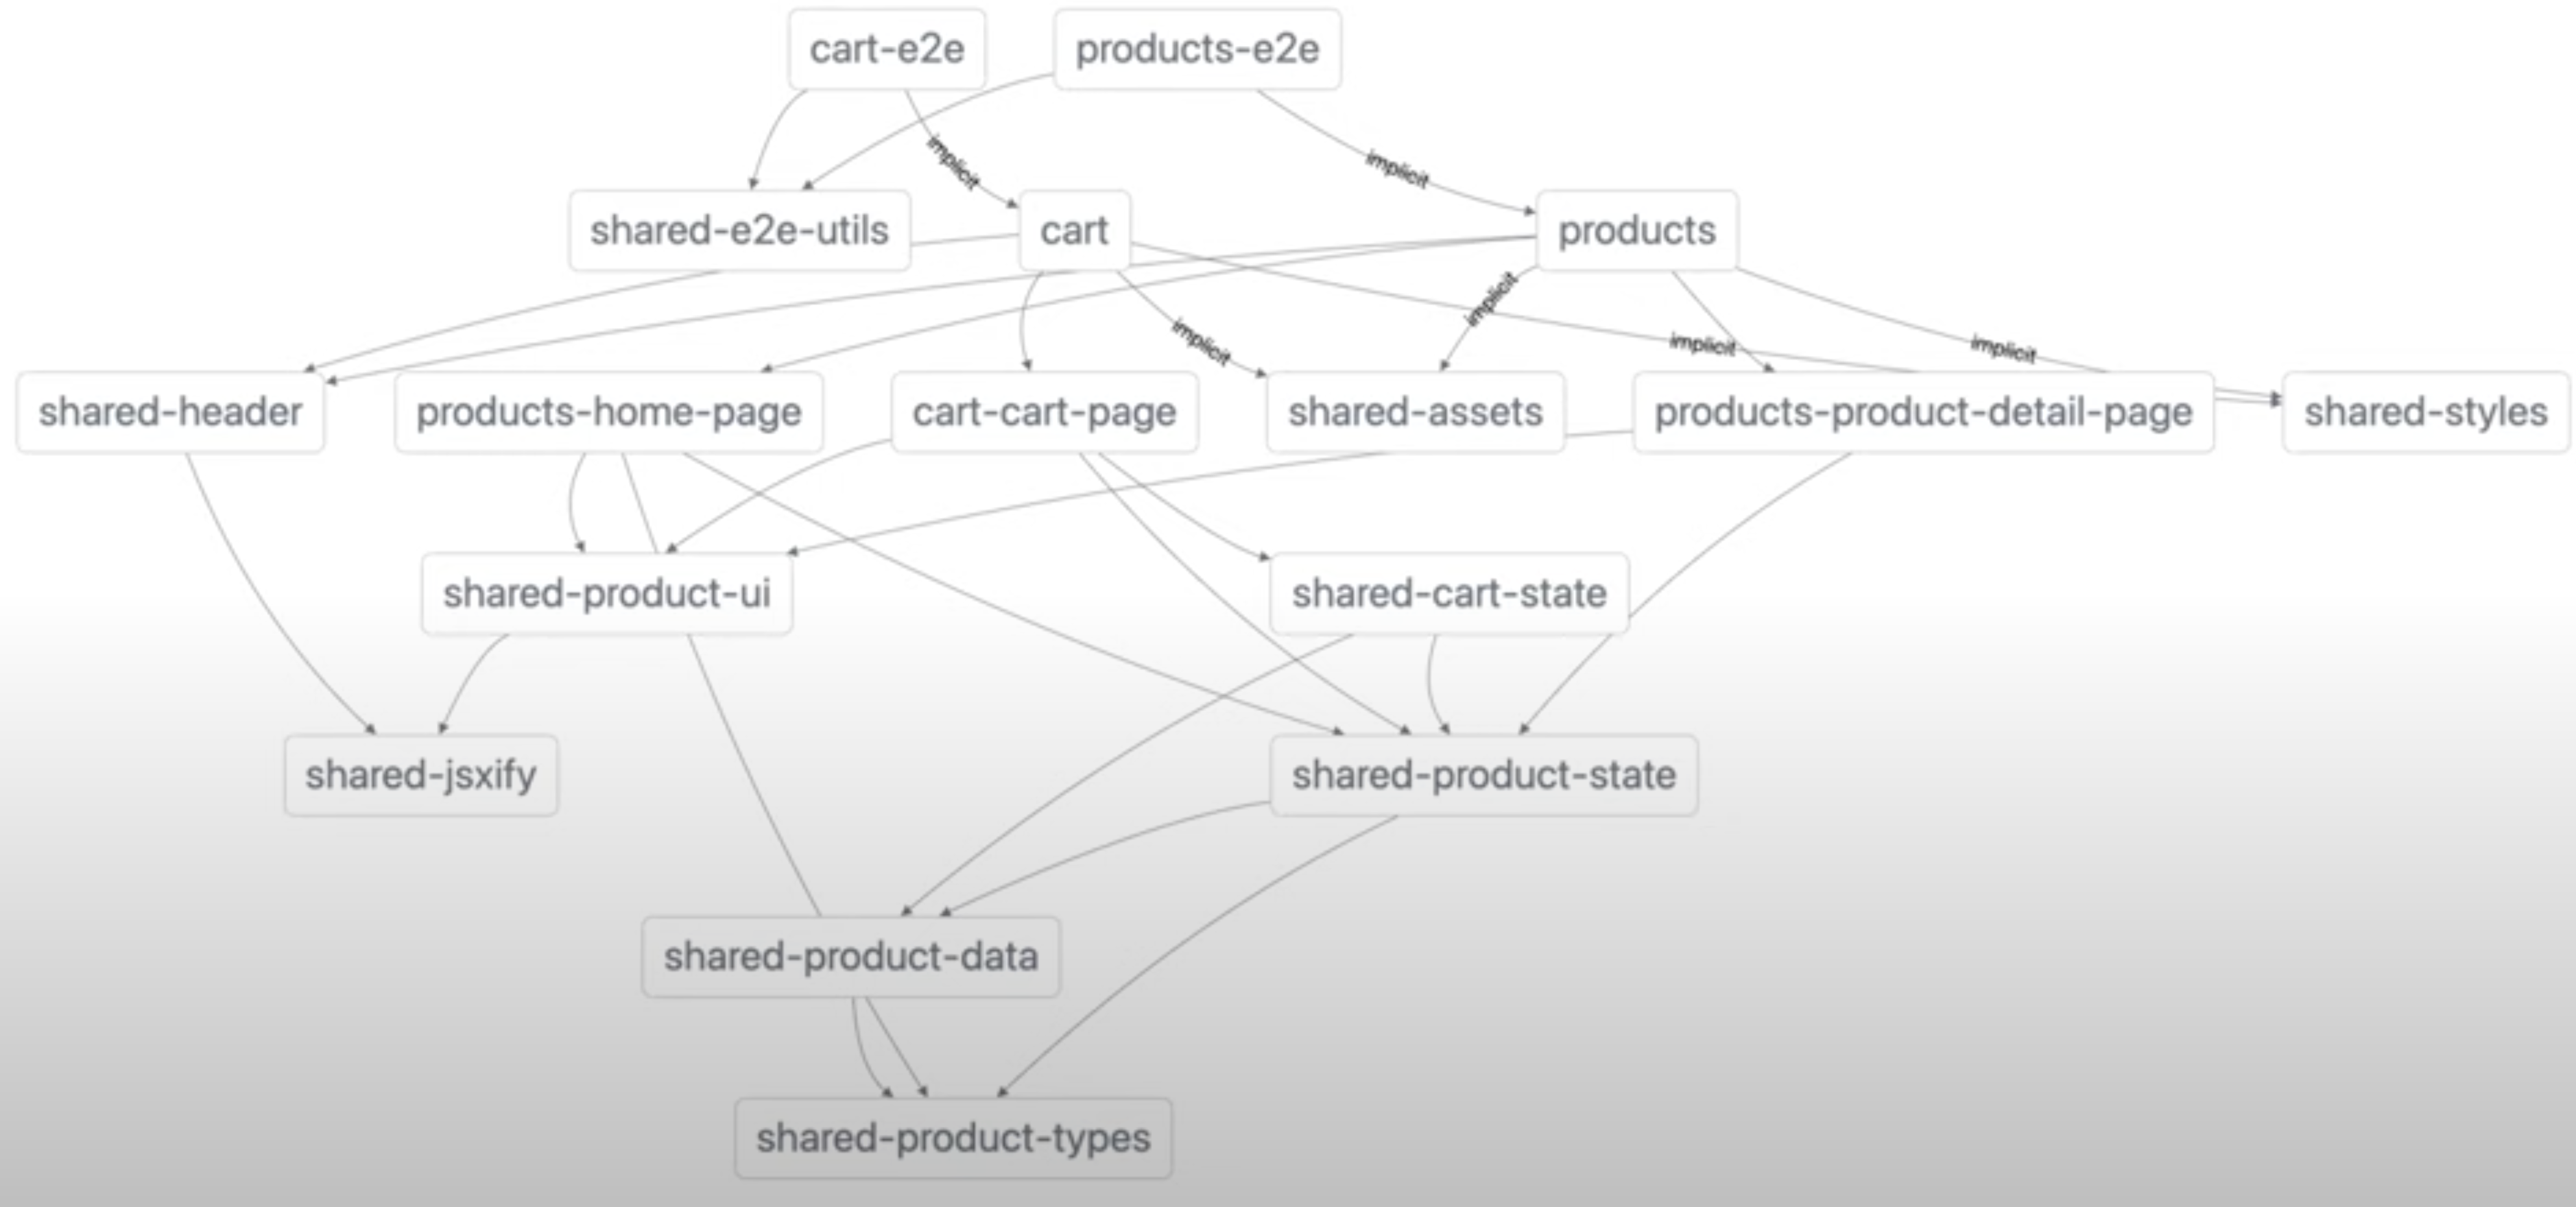 cart-e2e
products-e2e
implicit
implicit
shared-e2e-utils
cart
products
implicit
implicit
implicit
implicit
shared-header
products-home-page
cart-cart-page
shared-assets
products-product-detail-page
shared-styles
shared-product-ui
shared-cart-state
shared-jsxify
shared-product-state
shared-product-data
shared-product-types